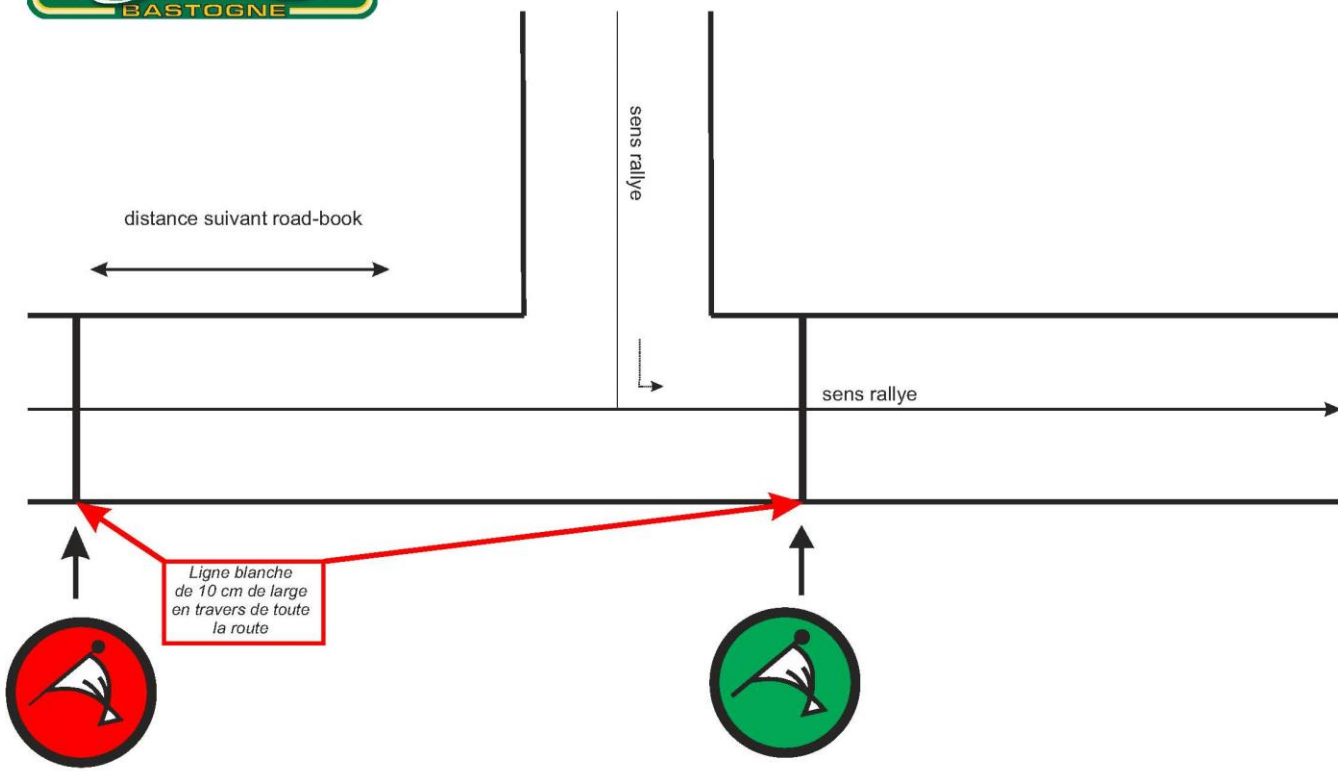 BASTOGNE
sens rallye
distance suivant road-book
sens rallye
Ligne blanche
de 10 cm de large
en travers de toute
la route